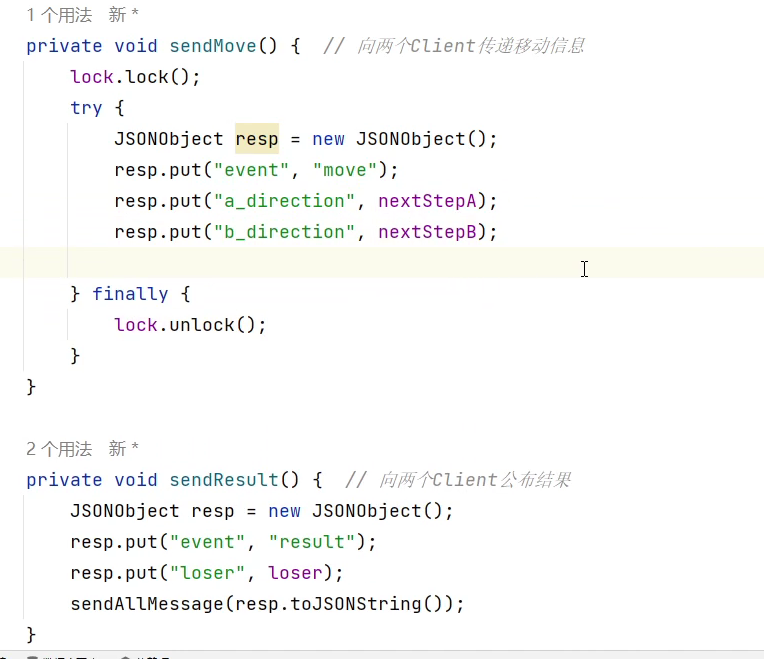 1 个用法   新 *
private void sendMove() {  // 向两个Client传递移动信息
    lock.lock();
    try {
        JSONObject resp = new JSONObject();
        resp.put("event", "move");
        resp.put("a_direction", nextStepA);
        resp.put("b_direction", nextStepB);
    } finally {
        lock.unlock();
    }
}
2 个用法   新 *
private void sendResult() {  // 向两个Client公布结果
    JSONObject resp = new JSONObject();
    resp.put("event", "result");
    resp.put("loser", loser);
    sendAllMessage(resp.toJSONString());
}